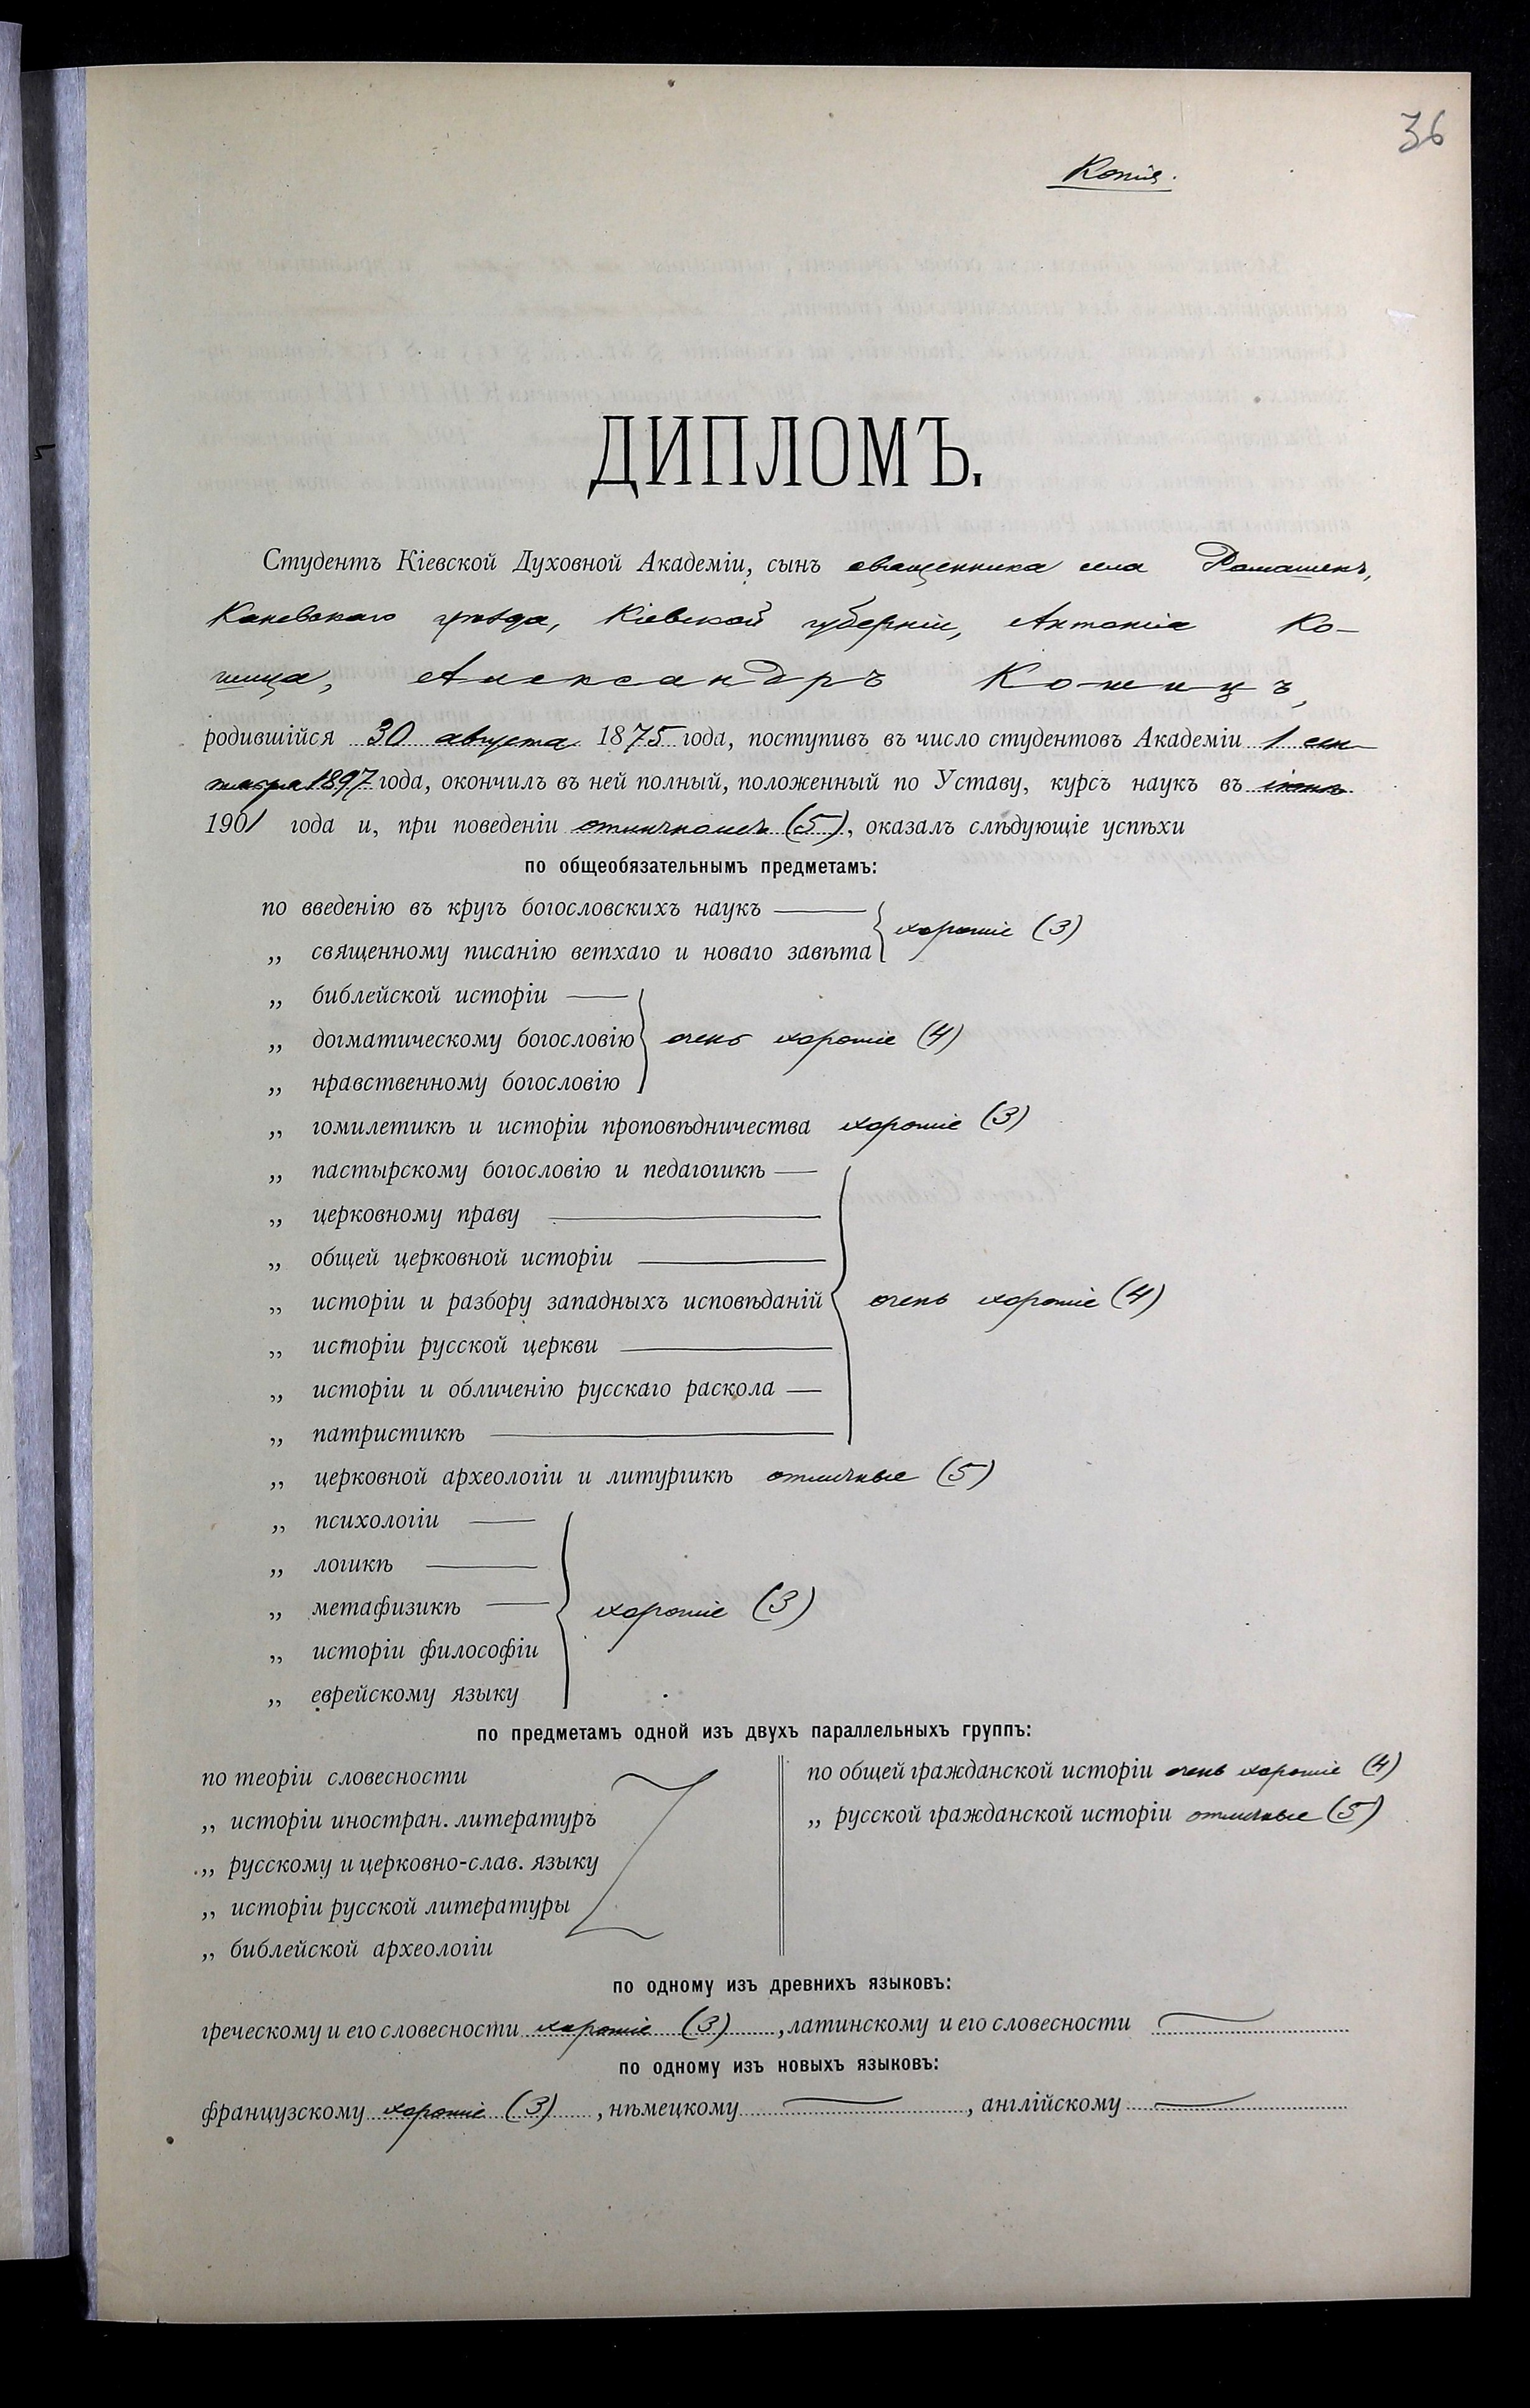 36
Копія.
ДИПЛОМЪ.
Студентъ Кіевской Духовной Академіи, сынъ священника села Ромашекъ,
Каневскаго уѣзда, Кіевской губерніи, Антонія Ко-
шица, Александръ Кошицъ,
родившійся 30 августа 1875 года, поступивъ въ число студентовъ Академіи 1 сен-
тября 1897 года, окончилъ въ ней полный, положенный по Уставу, курсъ наукъ въ іюнѣ
1901 года и, при поведеніи отличномъ (5), оказалъ слѣдующіе успѣхи
по общеобязательнымъ предметамъ:
по введенію въ кругъ богословскихъ наукъ
„ священному писанію ветхаго и новаго завѣта хорошіе (3)
„ библейской исторіи
„ догматическому богословію очень хорошіе (4)
„ нравственному богословію
„ гомилетикѣ и исторіи проповѣдничества хорошіе (3)
„ пастырскому богословію и педагогикѣ
„ церковному праву
„ общей церковной исторіи
„ исторіи и разбору западныхъ исповѣданій очень хорошіе (4)
„ исторіи русской церкви
„ исторіи и обличенію русскаго раскола
„ патристикѣ
„ церковной археологіи и литургикѣ отличные (5)
„ психологіи
„ логикѣ
„ метафизикѣ хорошіе (3)
„ исторіи философіи
„ еврейскому языку
по предметамъ одной изъ двухъ параллельныхъ группъ:
по теоріи словесности
„ исторіи иностран. литературъ
„ русскому и церковно-слав. языку
„ исторіи русской литературы
„ библейской археологіи
по общей гражданской исторіи очень хорошіе (4)
„ русской гражданской исторіи отличные (5)
по одному изъ древнихъ языковъ:
греческому и его словесности хорошіе (3), латинскому и его словесности
по одному изъ новыхъ языковъ:
французскому хорошіе (3), нѣмецкому, англійскому